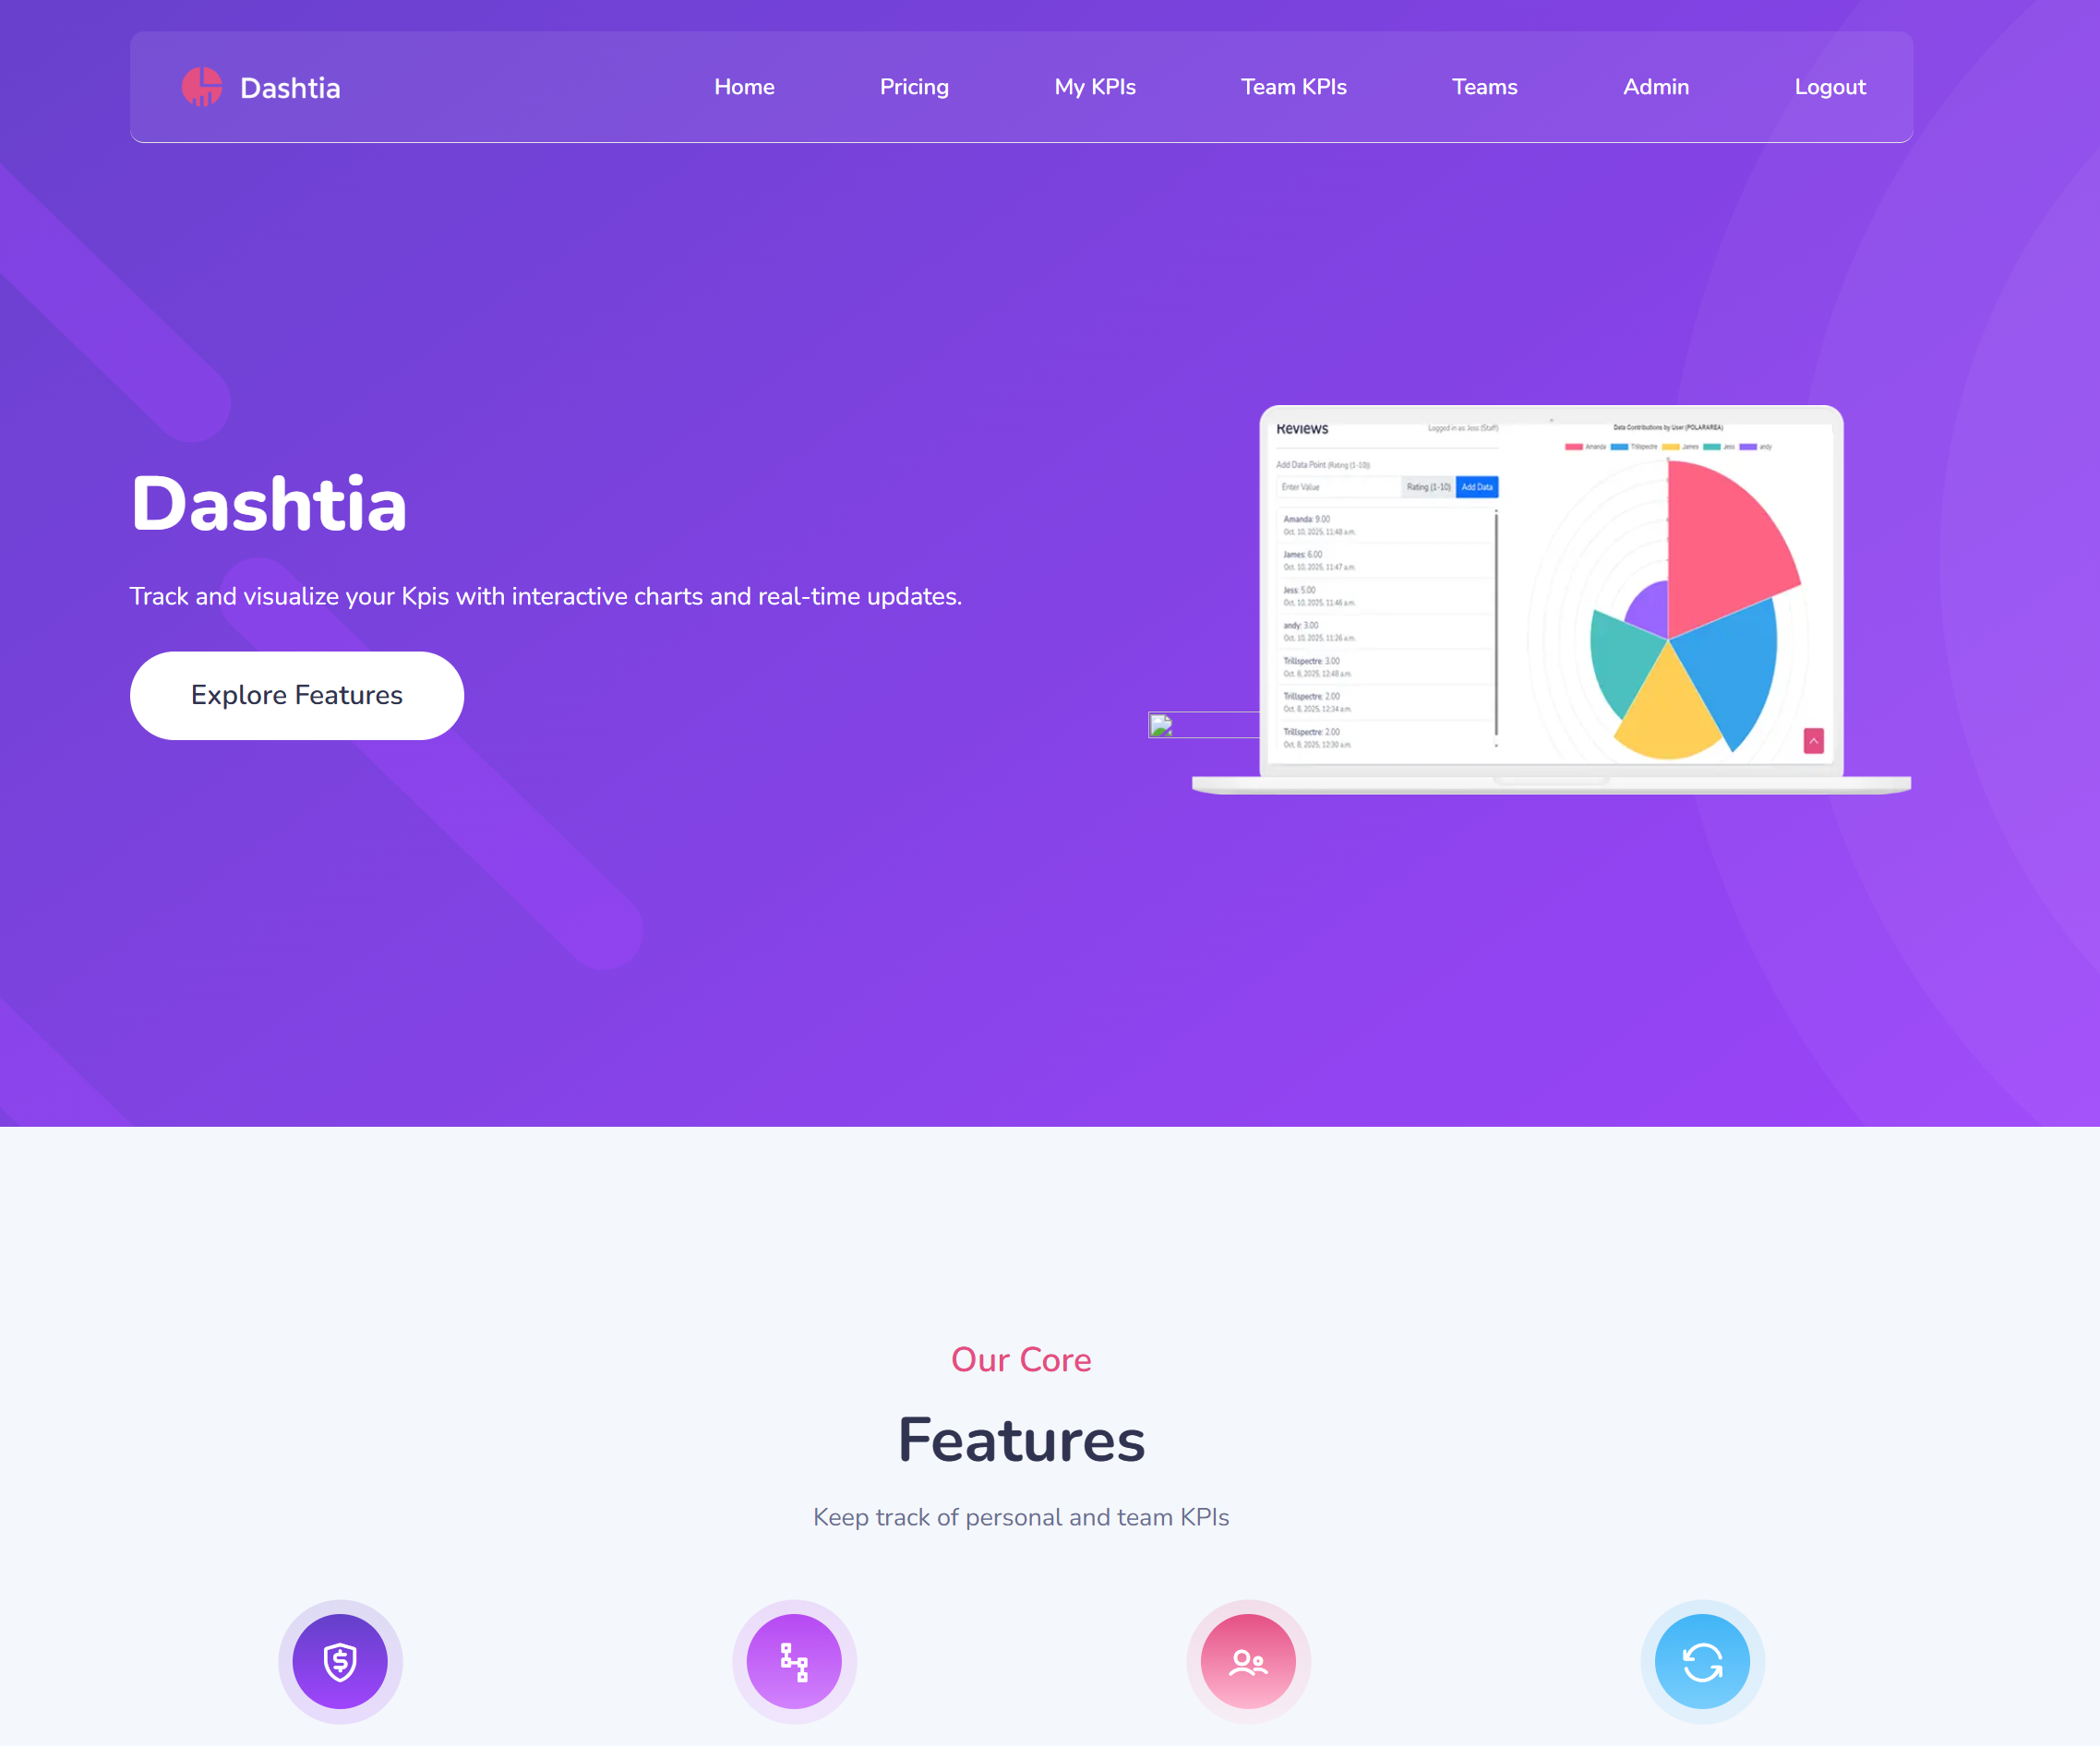 Dashtia
Home
Pricing
My KPIs
Team KPIs
Teams
Admin
Logout
Dashtia
Track and visualize your Kpis with interactive charts and real-time updates.
Explore Features
Reviews
Logged in as: Jess (Staff)
Add Data Point (Rating (1-10))
Enter Value
Rating (1-10)
Add Data
Amanda: 9.00
Oct. 10, 2025, 11:48 a.m.
James: 6.00
Oct. 10, 2025, 11:47 a.m.
Jess: 5.00
Oct. 10, 2025, 11:46 a.m.
andy: 3.00
Oct. 10, 2025, 11:26 a.m.
Trillspectre: 3.00
Oct. 8, 2025, 12:48 a.m.
Trillspectre: 2.00
Oct. 8, 2025, 12:34 a.m.
Trillspectre: 2.00
Oct. 8, 2025, 12:30 a.m.
Data Contributions by User (POLARAREA)
Amanda
Trillspectre
James
Jess
andy
Our Core
Features
Keep track of personal and team KPIs